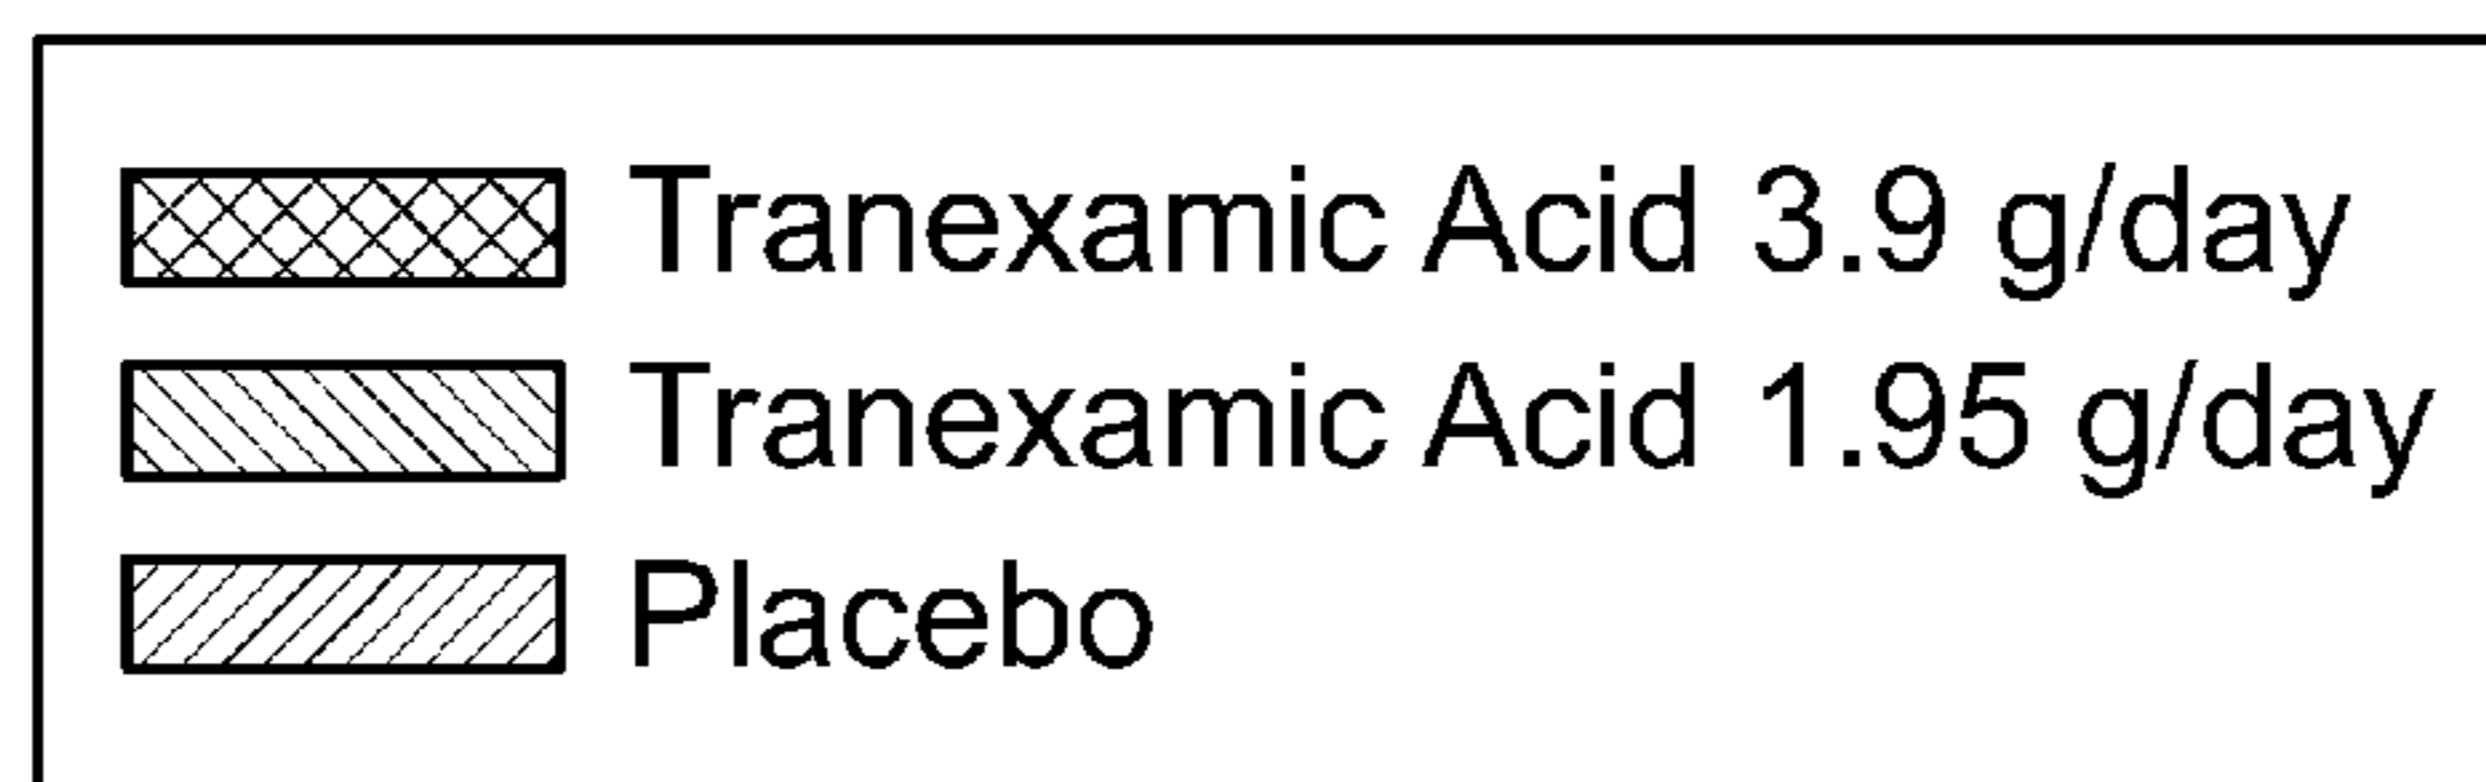 Tranexamic Acid 3.9 g/day
Tranexamic Acid 1.95 g/day
Placebo